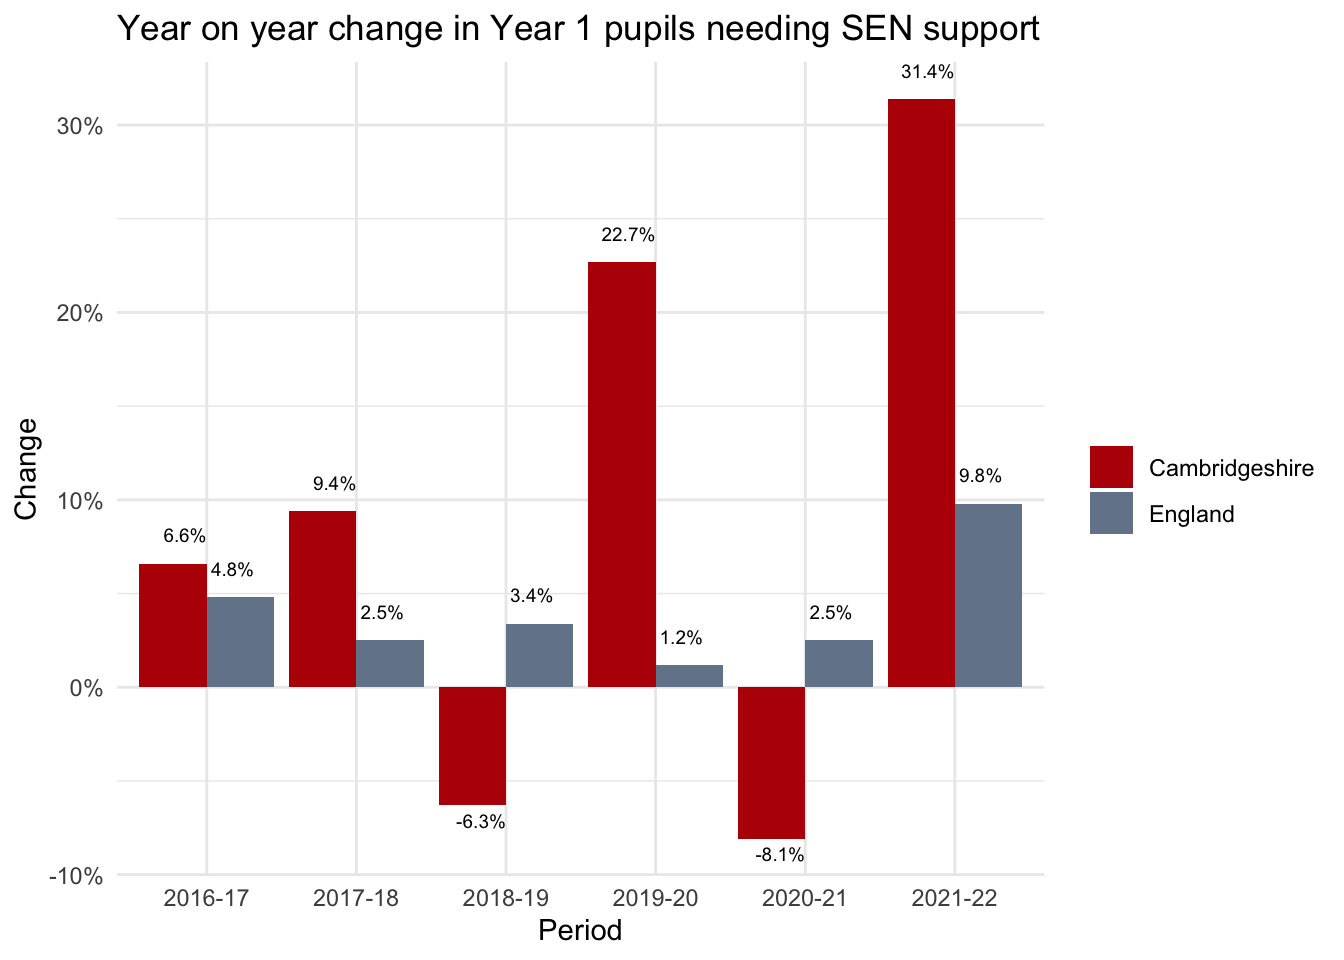 Year on year change in Year 1 pupils needing SEN support
31.4%
30%
22.7%
20%
Change
Cambridgeshire
England
10%
9.8%
9.4%
6.6%
4.8%
2.5%
3.4%
1.2%
2.5%
0%
-6.3%
-8.1%
-10%
2016-17 2017-18 2018-19 2019-20 2020-21 2021-22
Period